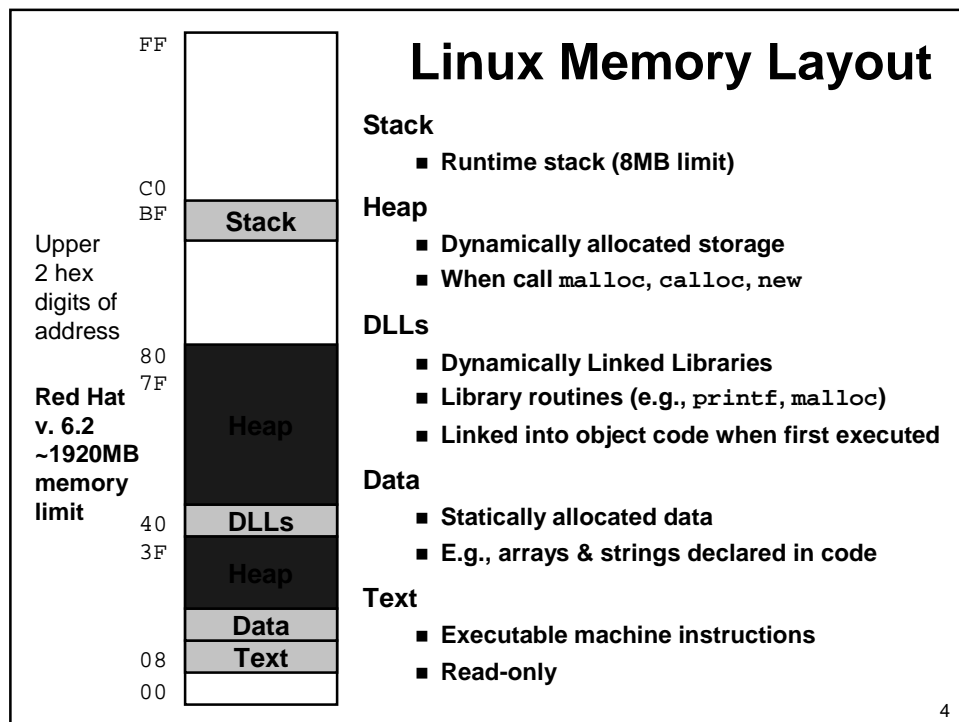 Linux Memory Layout
FF
C0
BF
Upper
2 hex
digits of
address
80
7F
Red Hat
v. 6.2
~1920MB
memory
limit
40
3F
08
00
Stack
Heap
DLLs
Heap
Data
Text
Stack
■ Runtime stack (8MB limit)
Heap
■ Dynamically allocated storage
■ When call malloc, calloc, new
DLLs
■ Dynamically Linked Libraries
■ Library routines (e.g., printf, malloc)
■ Linked into object code when first executed
Data
■ Statically allocated data
■ E.g., arrays & strings declared in code
Text
■ Executable machine instructions
■ Read-only
4